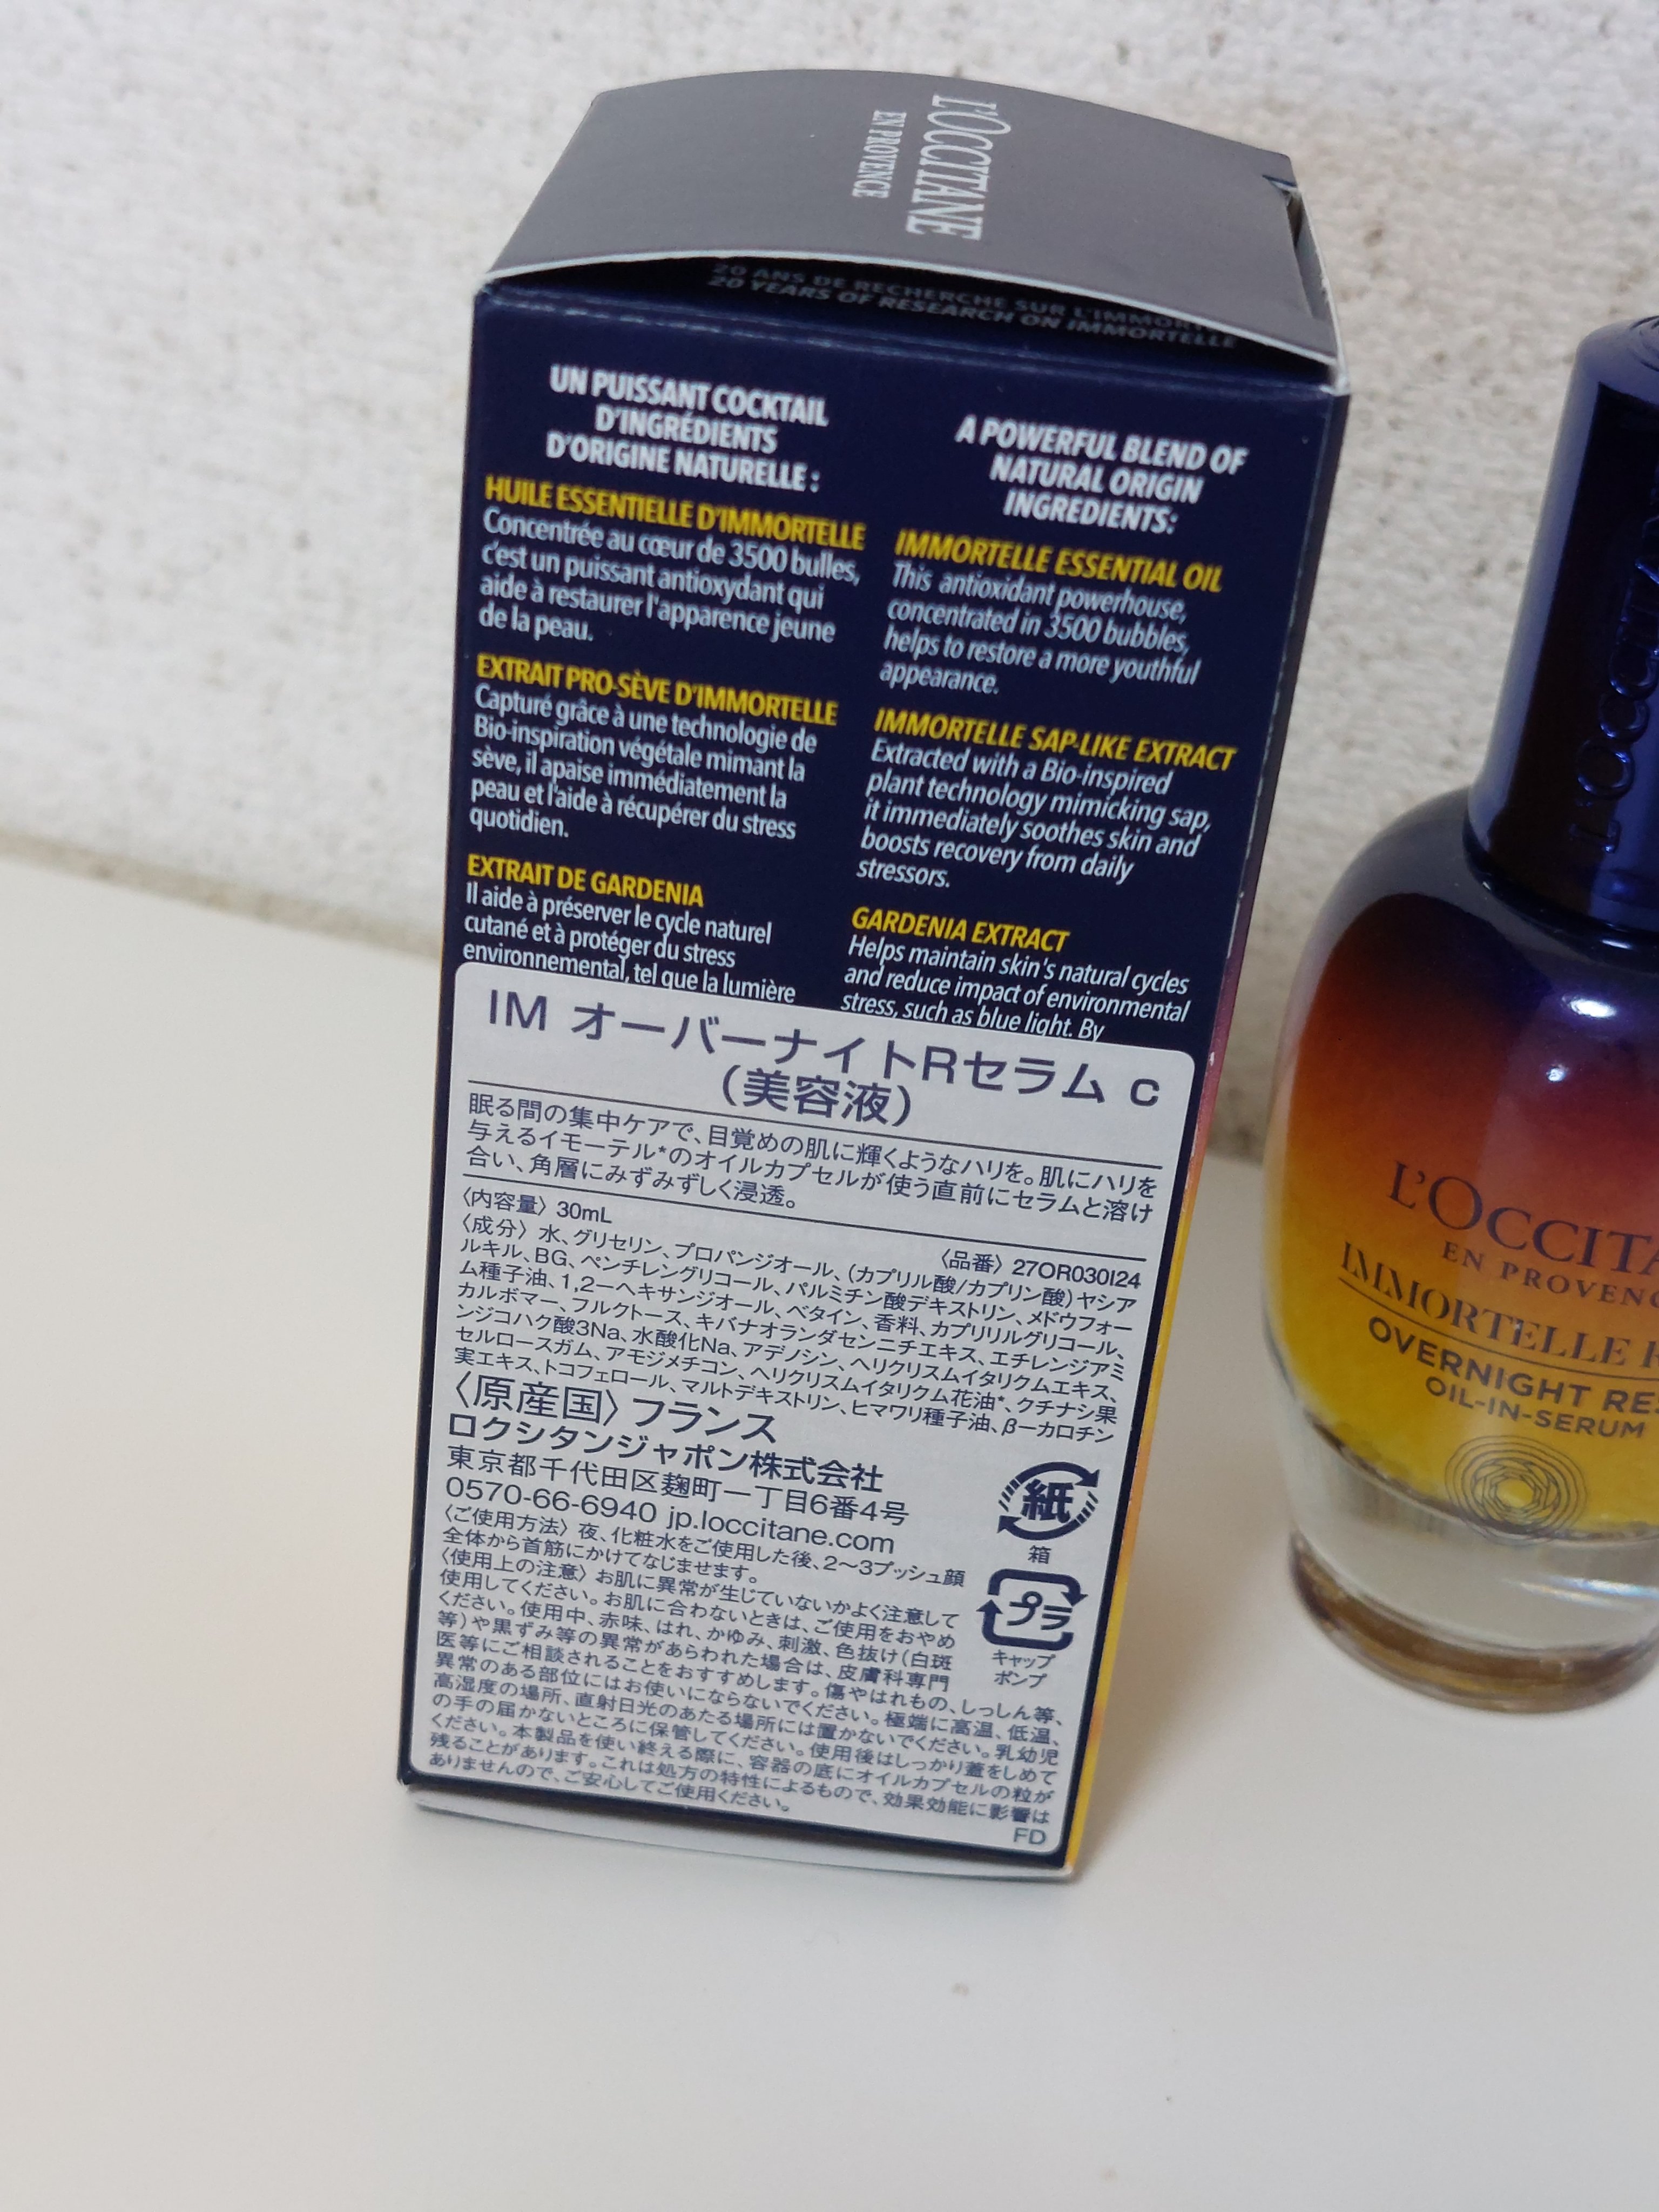 L'OCCITANE
EN PROVENCE
20 ANS DE RECHERCHE SUR L'IMMORTELLE
20 YEARS OF RESEARCH ON IMMORTELLE
UN PUISSANT COCKTAIL
D'INGRÉDIENTS
D'ORIGINE NATURELLE :
HUILE ESSENTIELLE D'IMMORTELLE
Concentrée au cœur de 3500 bulles,
c'est un puissant antioxydant qui
aide à restaurer l'apparence jeune
de la peau.
EXTRAIT PRO-SÈVE D'IMMORTELLE
Capturé grâce à une technologie de
Bio-inspiration végétale mimant la
sève, il apaise immédiatement la
peau et l'aide à récupérer du stress
quotidien.
EXTRAIT DE GARDENIA
Il aide à préserver le cycle naturel
cutané et à protéger du stress
environnemental, tel que la lumière
A POWERFUL BLEND OF
NATURAL ORIGIN
INGREDIENTS:
IMMORTELLE ESSENTIAL OIL
This antioxidant powerhouse,
concentrated in 3500 bubbles,
helps to restore a more youthful
appearance.
IMMORTELLE SAP-LIKE EXTRACT
Extracted with a Bio-inspired
plant technology mimicking sap,
it immediately soothes skin and
boosts recovery from daily
stressors.
GARDENIA EXTRACT
Helps maintain skin's natural cycles
and reduce impact of environmental
stress, such as blue light. By
IM オーバーナイトRセラム c
（美容液）
眠る間の集中ケアで、目覚めの肌に輝くようなハリを。肌にハリを
与えるイモーテル*のオイルカプセルが使う直前にセラムと溶け
合い、角層にみずみずしく浸透。
〈内容量〉30mL 〈品番〉27OR030I24
〈成分〉水、グリセリン、プロパンジオール、（カプリル酸/カプリン酸）ヤシア
ルキル、BG、ペンチレングリコール、パルミチン酸デキストリン、メドウフォー
ム種子油、1,2-ヘキサンジオール、ベタイン、香料、カプリリルグリコール、
カルボマー、フルクトース、キバナオランダセンニチエキス、エチレンジアミ
ンジコハク酸3Na、水酸化Na、アデノシン、ヘリクリスムイタリクムエキス、
セルロースガム、アモジメチコン、ヘリクリスムイタリクム花油*、クチナシ果
実エキス、トコフェロール、マルトデキストリン、ヒマワリ種子油、β-カロチン
〈原産国〉フランス
ロクシタンジャポン株式会社
東京都千代田区麹町一丁目6番4号
0570-66-6940 jp.loccitane.com
〈ご使用方法〉夜、化粧水をご使用した後、2〜3プッシュ顔
全体から首筋にかけてなじませます。
〈使用上の注意〉お肌に異常が生じていないかよく注意して
使用してください。お肌に合わないときは、ご使用をおやめ
ください。使用中、赤味、はれ、かゆみ、刺激、色抜け（白斑
等）や黒ずみ等の異常があらわれた場合は、皮膚科専門
医等にご相談されることをおすすめします。傷やはれもの、しっしん等、
異常のある部位にはお使いにならないでください。極端に高温、低温、
高湿度の場所、直射日光のあたる場所には置かないでください。乳幼児
の手の届かないところに保管してください。使用後はしっかり蓋をしめて
ください。本製品を使い終える際に、容器の底にオイルカプセルの粒が
残ることがあります。これは処方の特性によるもので、効果効能に影響は
ありませんので、ご安心してご使用ください。
FD
紙
箱
プラ
キャップ
ポンプ
L'OCCITA
EN PROVENC
IMMORTELLE R
OVERNIGHT RES
OIL-IN-SERUM